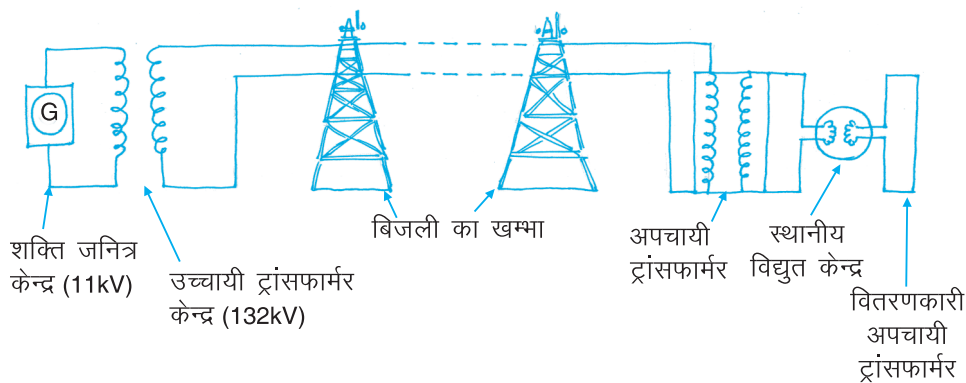 G
शक्ति जनित्र
केन्द्र (11kV)
उच्चायी ट्रांसफार्मर
केन्द्र (132kV)
बिजली का खम्भा
अपचायी
ट्रांसफार्मर
स्थानीय
विद्युत केन्द्र
वितरणकारी
अपचायी
ट्रांसफार्मर